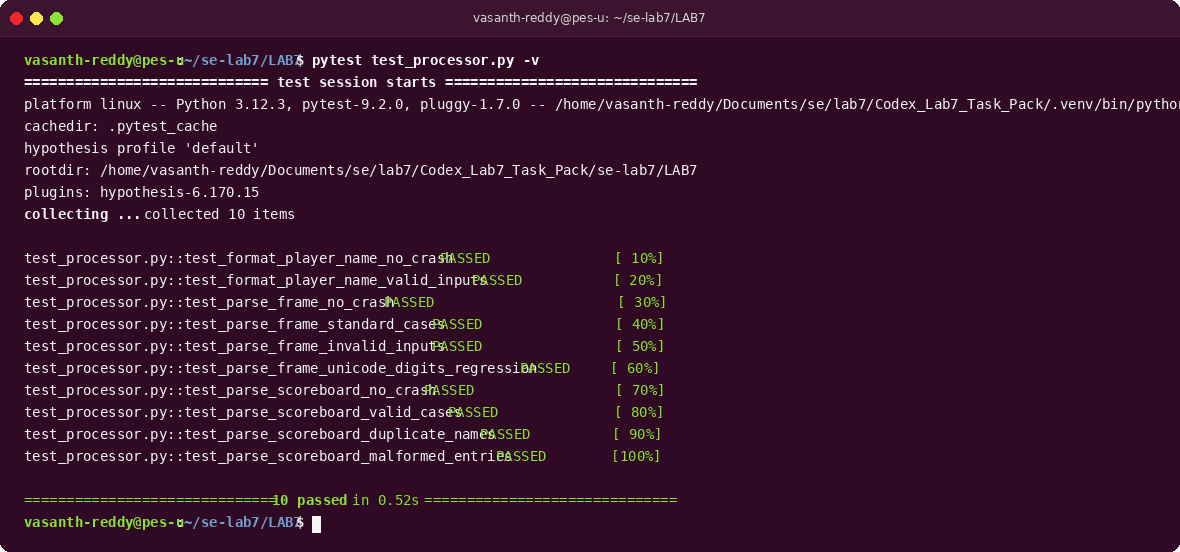 vasanth-reddy@pes-u: ~/se-lab7/LAB7
vasanth-reddy@pes-u:~/se-lab7/LAB7$ pytest test_processor.py -v
============================= test session starts ==============================
platform linux -- Python 3.12.3, pytest-9.2.0, pluggy-1.7.0 -- /home/vasanth-reddy/Documents/se/lab7/Codex_Lab7_Task_Pack/.venv/bin/python
cachedir: .pytest_cache
hypothesis profile 'default'
rootdir: /home/vasanth-reddy/Documents/se/lab7/Codex_Lab7_Task_Pack/se-lab7/LAB7
plugins: hypothesis-6.170.15
collecting ... collected 10 items
test_processor.py::test_format_player_name_no_crash PASSED [ 10%]
test_processor.py::test_format_player_name_valid_inputs PASSED [ 20%]
test_processor.py::test_parse_frame_no_crash PASSED [ 30%]
test_processor.py::test_parse_frame_standard_cases PASSED [ 40%]
test_processor.py::test_parse_frame_invalid_inputs PASSED [ 50%]
test_processor.py::test_parse_frame_unicode_digits_regression PASSED [ 60%]
test_processor.py::test_parse_scoreboard_no_crash PASSED [ 70%]
test_processor.py::test_parse_scoreboard_valid_cases PASSED [ 80%]
test_processor.py::test_parse_scoreboard_duplicate_names PASSED [ 90%]
test_processor.py::test_parse_scoreboard_malformed_entries PASSED [100%]
============================== 10 passed in 0.52s ==============================
vasanth-reddy@pes-u:~/se-lab7/LAB7$